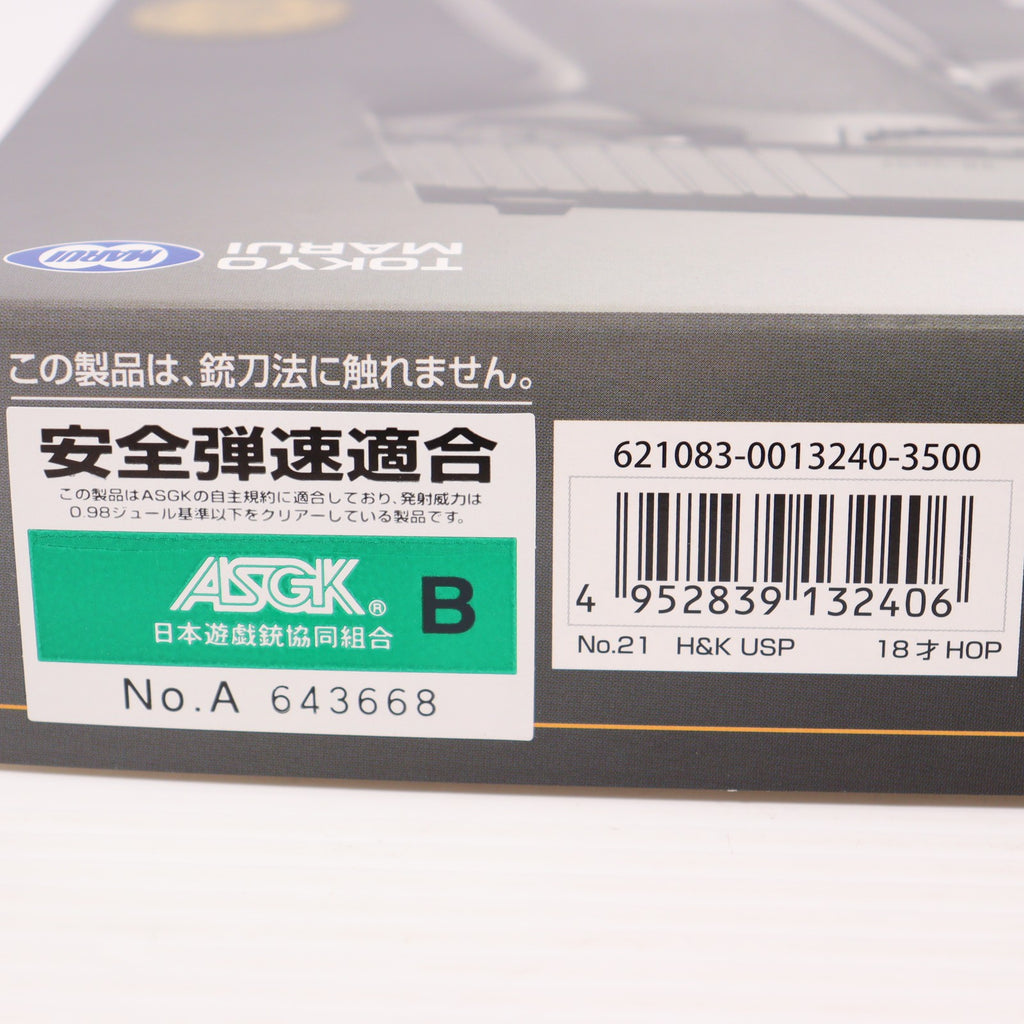 MARUI
TOKYO
MARUI
この製品は、銃刀法に触れません。
安全弾速適合
この製品はASGKの自主規約に適合しており、発射威力は
0.98ジュール基準以下をクリアーしている製品です。
ASGK®
B
日本遊戯銃協同組合
No.A 643668
621083-0013240-3500
4 952839 132406
No.21 H&K USP 18才HOP